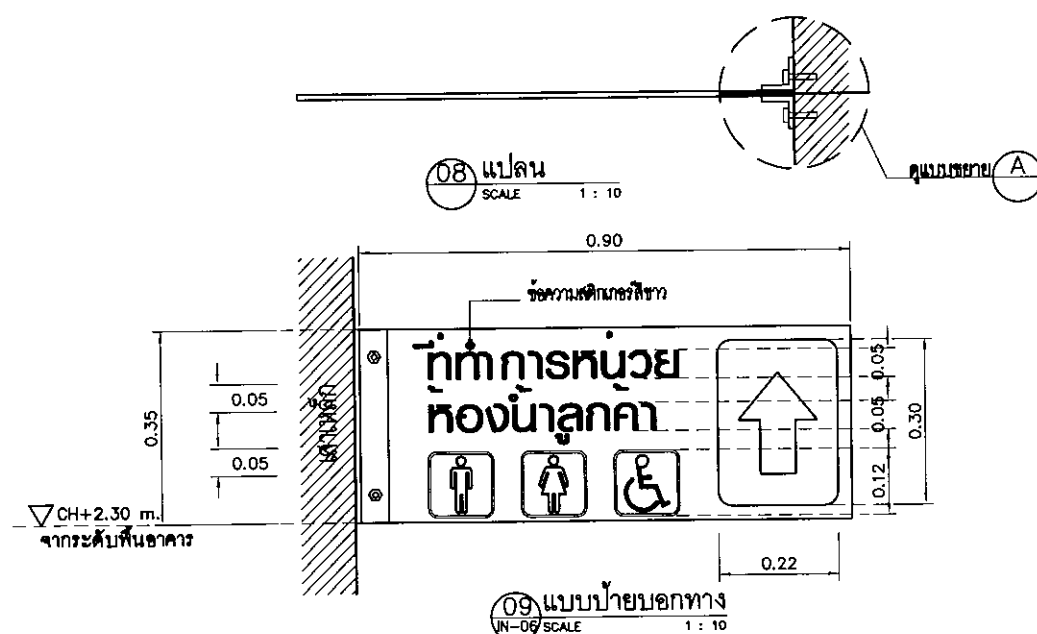 08 แปลน
SCALE 1 : 10
ดูแบบขยาย A
0.90
ข้อความสติกเกอร์สีขาว
ที่ทำการหน่วย
ห้องน้ำลูกค้า
เสาเหล็ก
0.35
0.05
0.05
0.05
0.05
0.12
0.30
0.22
CH+2.30 m.
จากระดับพื้นอาคาร
09 แบบป้ายบอกทาง
IN-06 SCALE 1 : 10